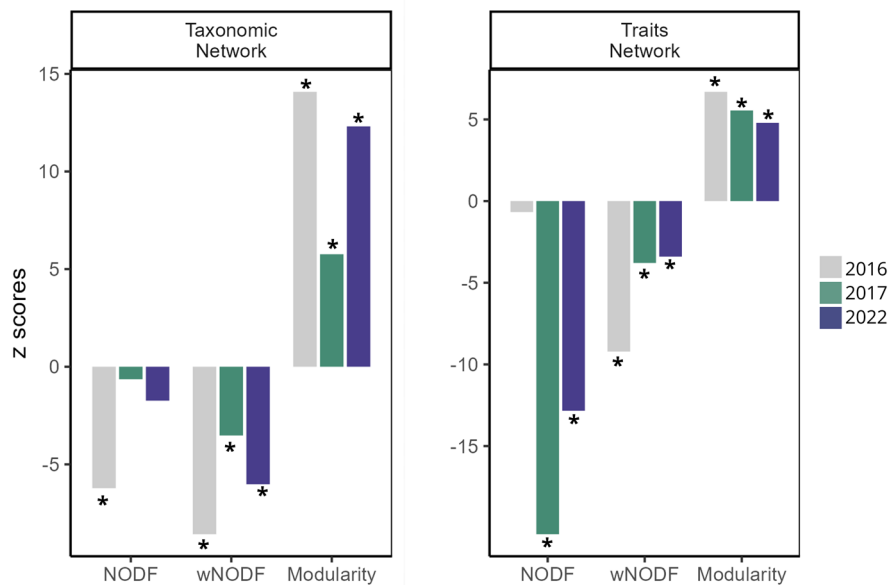 Taxonomic
Network
15
10
5
0
-5
z scores
NODF
wNODF
Modularity
*
*
*
*
*
*
*
Traits
Network
5
0
-5
-10
-15
NODF
wNODF
Modularity
*
*
*
*
*
*
*
*
2016
2017
2022